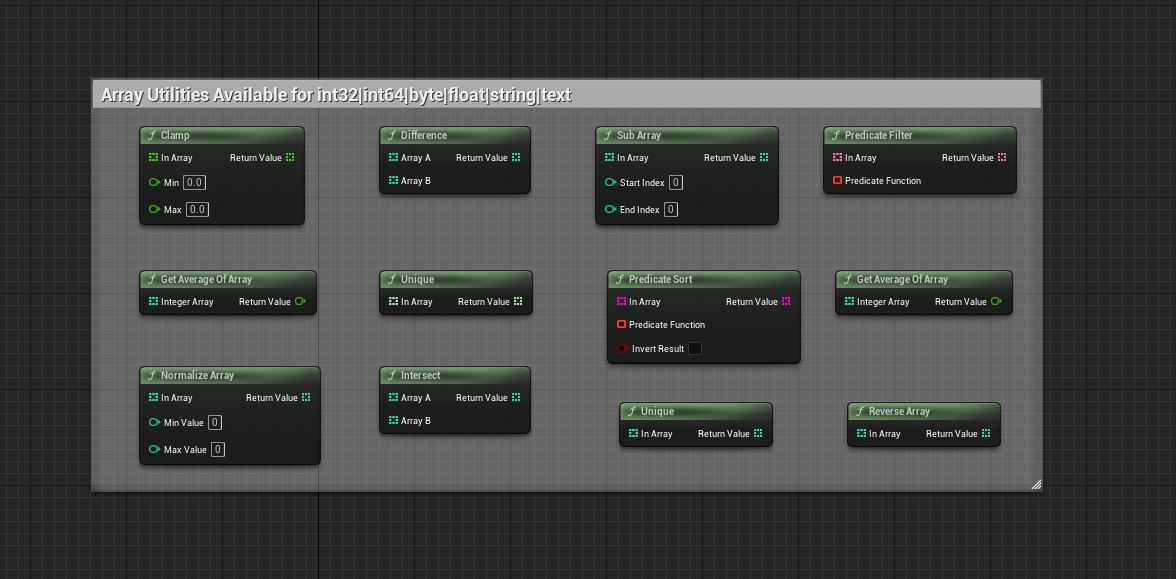 Array Utilities Available for int32|int64|byte|float|string|text
f Clamp
In Array Return Value
Min 0.0
Max 0.0
f Difference
Array A Return Value
Array B
f Sub Array
In Array Return Value
Start Index 0
End Index 0
f Predicate Filter
In Array Return Value
Predicate Function
f Get Average Of Array
Integer Array Return Value
f Unique
In Array Return Value
f Predicate Sort
In Array Return Value
Predicate Function
Invert Result
f Get Average Of Array
Integer Array Return Value
f Normalize Array
In Array Return Value
Min Value 0
Max Value 0
f Intersect
Array A Return Value
Array B
f Unique
In Array Return Value
f Reverse Array
In Array Return Value